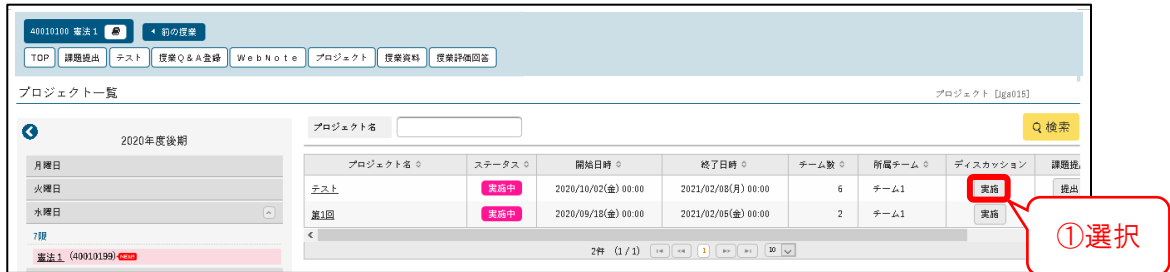 40010100 憲法1 前の授業
TOP 課題提出 テスト 授業Q&A登録 WebNote プロジェクト 授業資料 授業評価回答
プロジェクト一覧 プロジェクト [Jga015]
2020年度後期 プロジェクト名 検索
月曜日 プロジェクト名 ステータス 開始日時 終了日時 チーム数 所属チーム ディスカッション 課題提
火曜日 テスト 実施中 2020/10/02(金) 00:00 2021/02/08(月) 00:00 6 チーム1 実施 提出
水曜日 第1回 実施中 2020/09/18(金) 00:00 2021/02/05(金) 00:00 2 チーム1 実施
7限
憲法1 (40010199) NEW!
2件 (1/1) 1 10
①選択